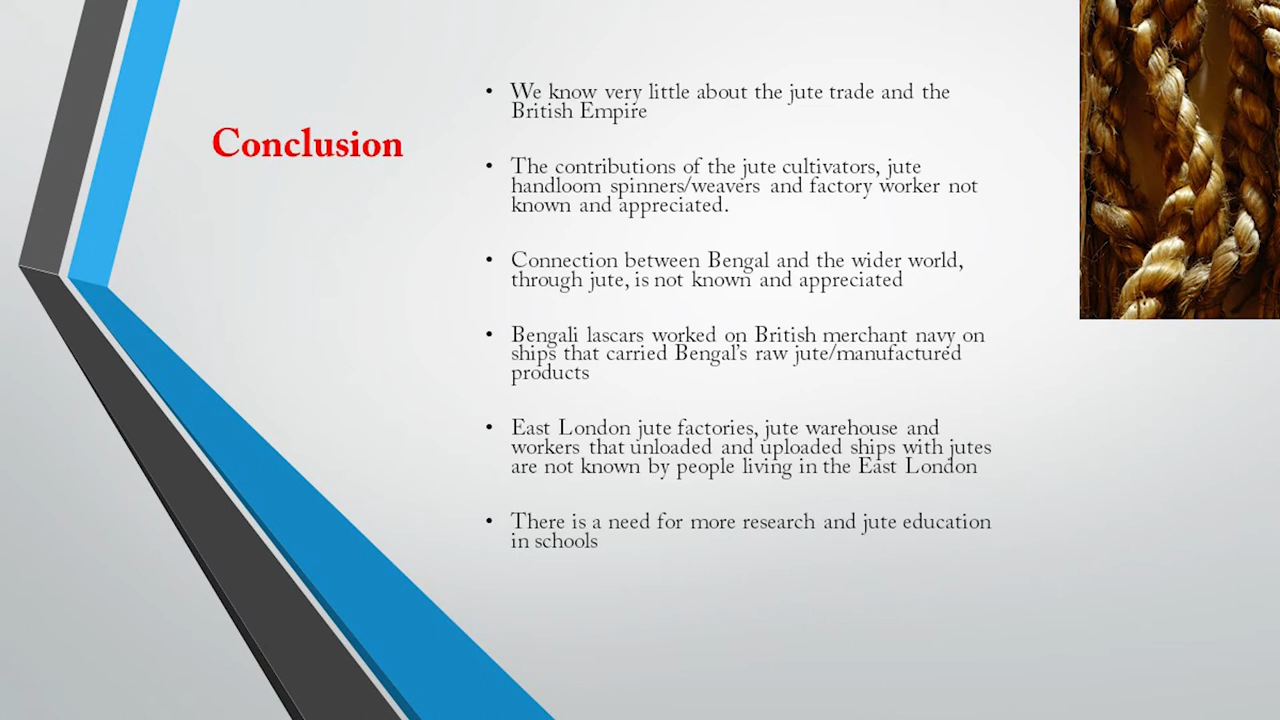 Conclusion
• We know very little about the jute trade and the
British Empire
• The contributions of the jute cultivators, jute
handloom spinners/weavers and factory worker not
known and appreciated.
• Connection between Bengal and the wider world,
through jute, is not known and appreciated
• Bengali lascars worked on British merchant navy on
ships that carried Bengal's raw jute/manufactured
products
• East London jute factories, jute warehouse and
workers that unloaded and uploaded ships with jutes
are not known by people living in the East London
• There is a need for more research and jute education
in schools